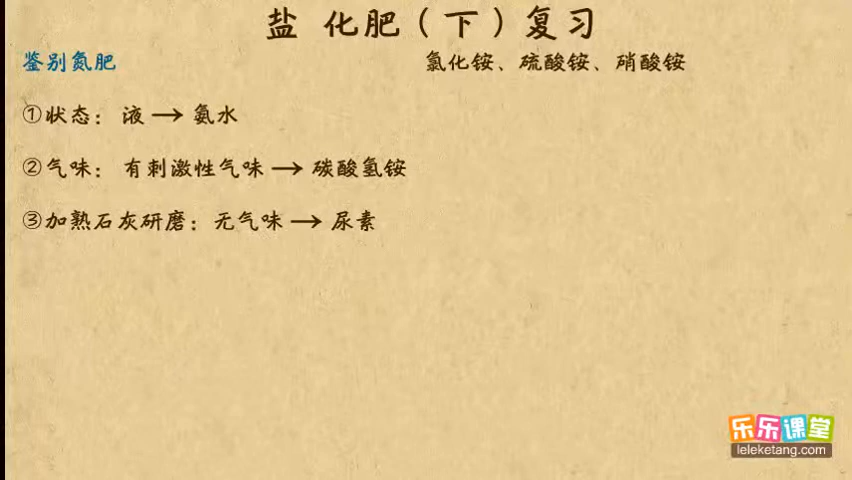 盐 化肥（下）复习
鉴别氮肥
氯化铵、硫酸铵、硝酸铵
①状态：液→氨水
②气味：有刺激性气味→碳酸氢铵
③加熟石灰研磨：无气味→尿素
乐乐课堂
leleketang.com